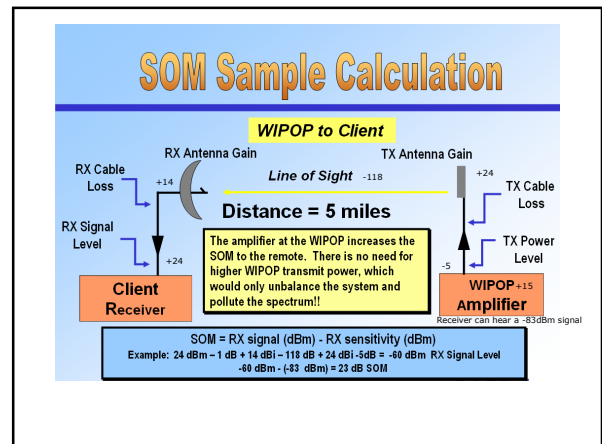 SOM Sample Calculation
WIPOP to Client
RX Antenna Gain
TX Antenna Gain
RX Cable
Loss
+14
Line of Sight
-118
+24
TX Cable
Loss
Distance = 5 miles
RX Signal
Level
+24
The amplifier at the WIPOP increases the
SOM to the remote. There is no need for
higher WIPOP transmit power, which
would only unbalance the system and
pollute the spectrum!!
TX Power
Level
-5
Client
Receiver
WIPOP+15
Amplifier
Receiver can hear a -83dBm signal
SOM = RX signal (dBm) - RX sensitivity (dBm)
Example: 24 dBm – 1 dB + 14 dBi – 118 dB + 24 dBi -5dB = -60 dBm RX Signal Level
-60 dBm - (-83 dBm) = 23 dB SOM